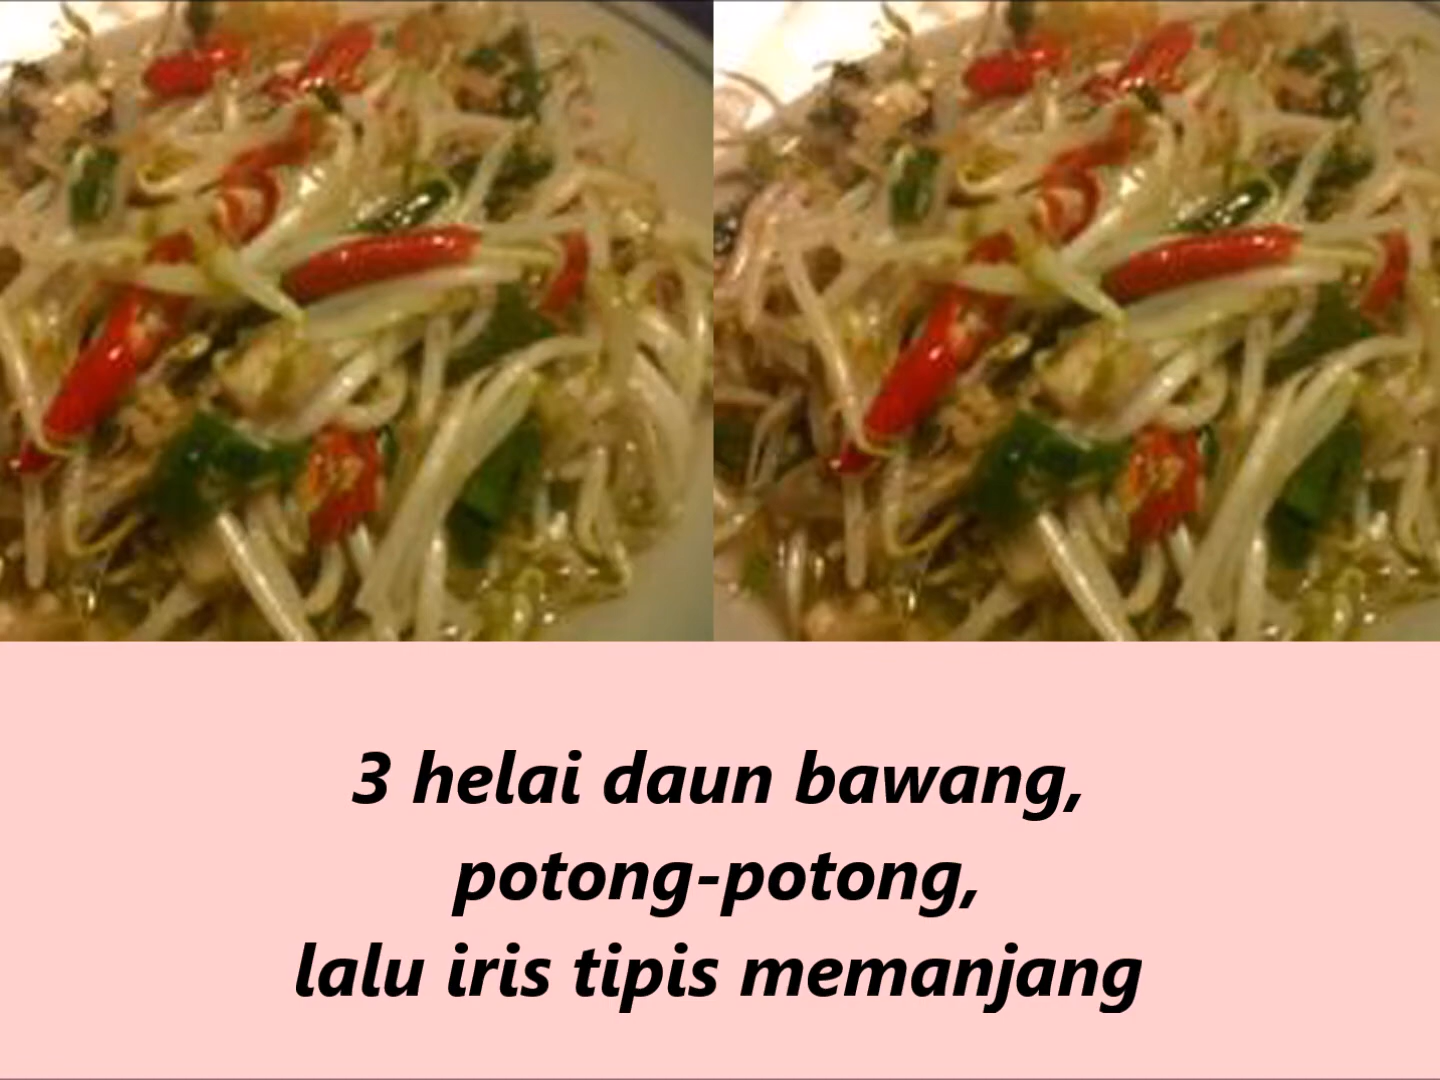 3 helai daun bawang,
potong-potong,
lalu iris tipis memanjang